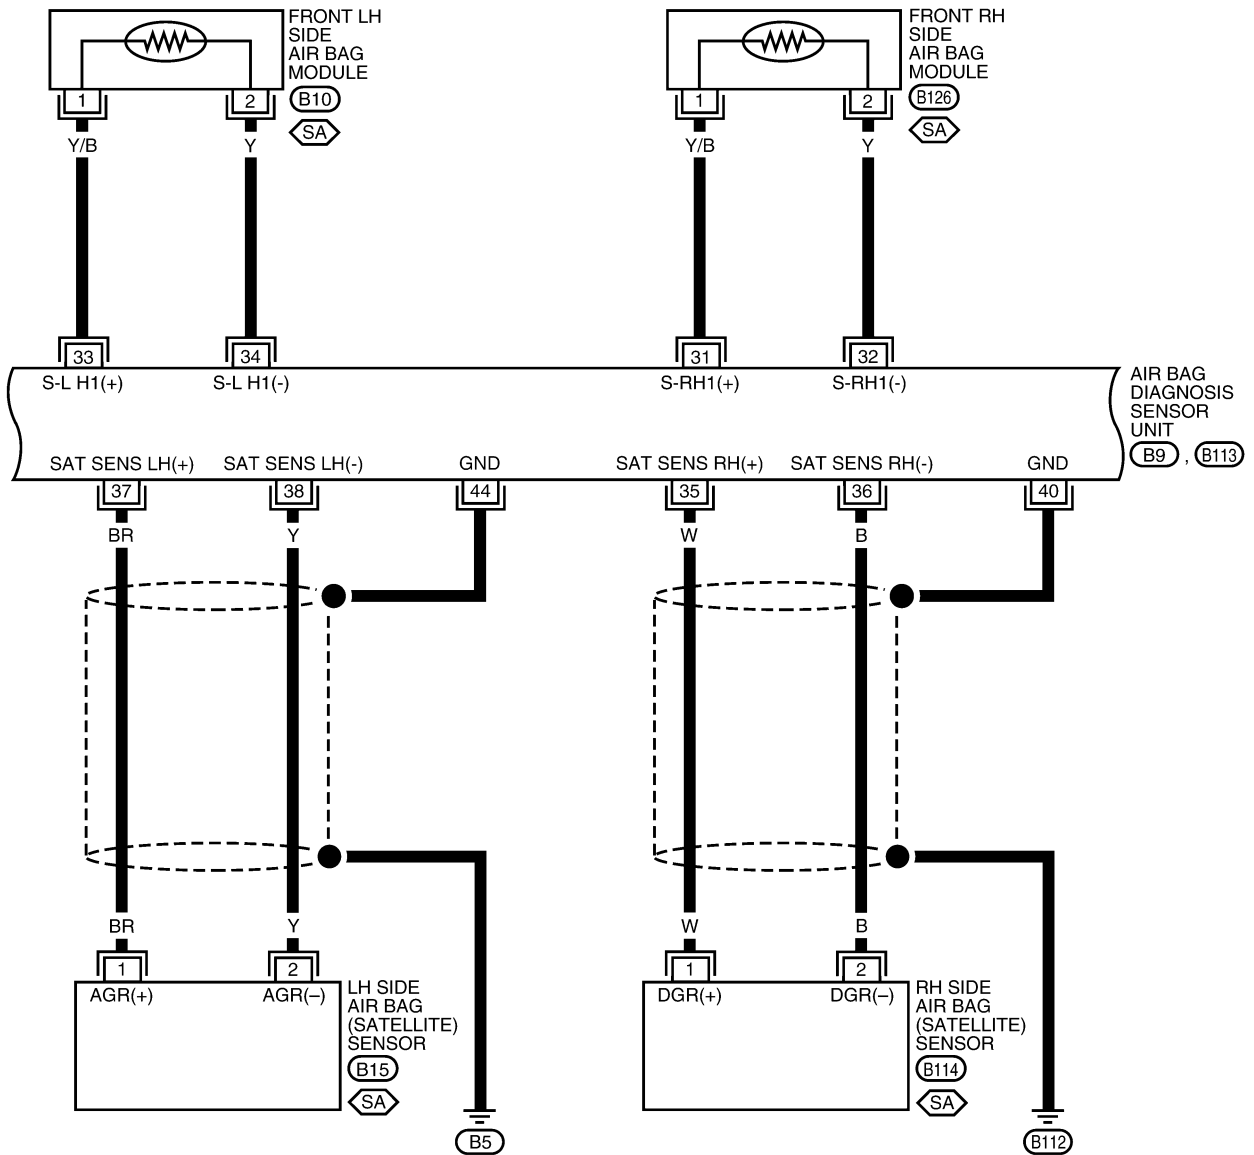 FRONT LH
SIDE
AIR BAG
MODULE
B10
SA
1
2
Y/B
Y
FRONT RH
SIDE
AIR BAG
MODULE
B126
SA
1
2
Y/B
Y
33
34
31
32
S-L H1(+)
S-L H1(-)
S-RH1(+)
S-RH1(-)
AIR BAG
DIAGNOSIS
SENSOR
UNIT
B9 , B113
SAT SENS LH(+)
SAT SENS LH(-)
GND
SAT SENS RH(+)
SAT SENS RH(-)
GND
37
38
44
35
36
40
BR
Y
W
B
BR
Y
W
B
1
2
1
2
AGR(+)
AGR(–)
LH SIDE
AIR BAG
(SATELLITE)
SENSOR
B15
SA
DGR(+)
DGR(–)
RH SIDE
AIR BAG
(SATELLITE)
SENSOR
B114
SA
B5
B112